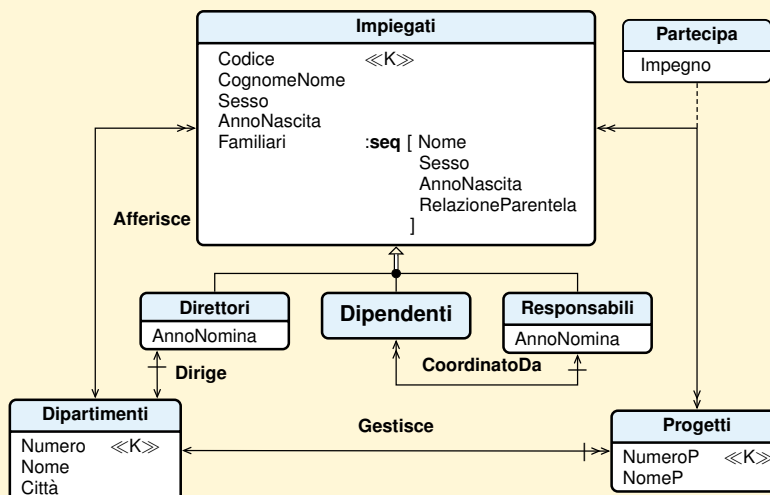 Impiegati
Codice ≪K≫
CognomeNome
Sesso
AnnoNascita
Familiari :seq [ Nome
Sesso
AnnoNascita
RelazioneParentela
]
Partecipa
Impegno
Afferisce
Direttori
AnnoNomina
Dipendenti
Responsabili
AnnoNomina
Dirige
CoordinatoDa
Dipartimenti
Numero ≪K≫
Nome
Città
Gestisce
Progetti
NumeroP ≪K≫
NomeP